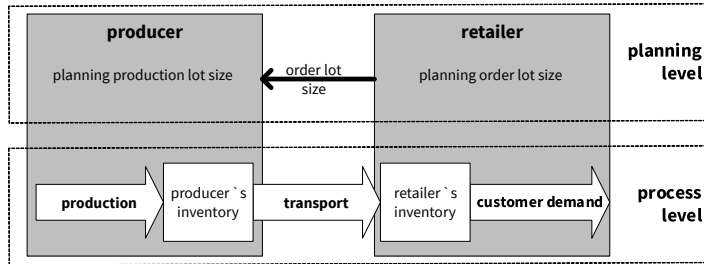 producer
retailer
planning
level
planning production lot size
order lot
size
planning order lot size
production
producer`s
inventory
transport
retailer`s
inventory
customer demand
process
level